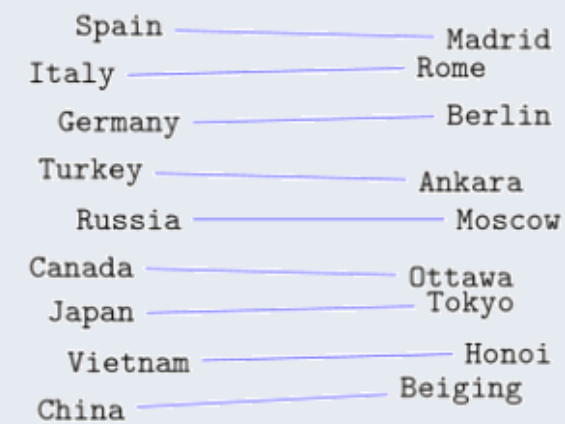 Spain Madrid
Italy Rome
Germany Berlin
Turkey Ankara
Russia Moscow
Canada Ottawa
Japan Tokyo
Vietnam Honoi
China Beiging